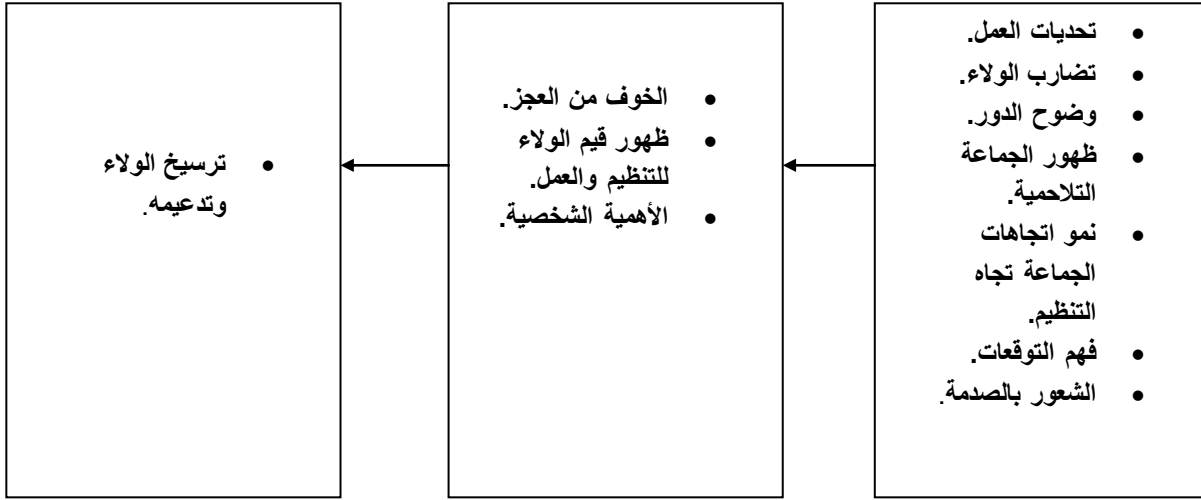 • تحديات العمل.
• تضارب الولاء.
• وضوح الدور.
• ظهور الجماعة
التلاحمية.
• نمو اتجاهات
الجماعة تجاه
التنظيم.
• فهم التوقعات.
• الشعور بالصدمة.
• الخوف من العجز.
• ظهور قيم الولاء
للتنظيم والعمل.
• الأهمية الشخصية.
• ترسيخ الولاء
وتدعيمه.